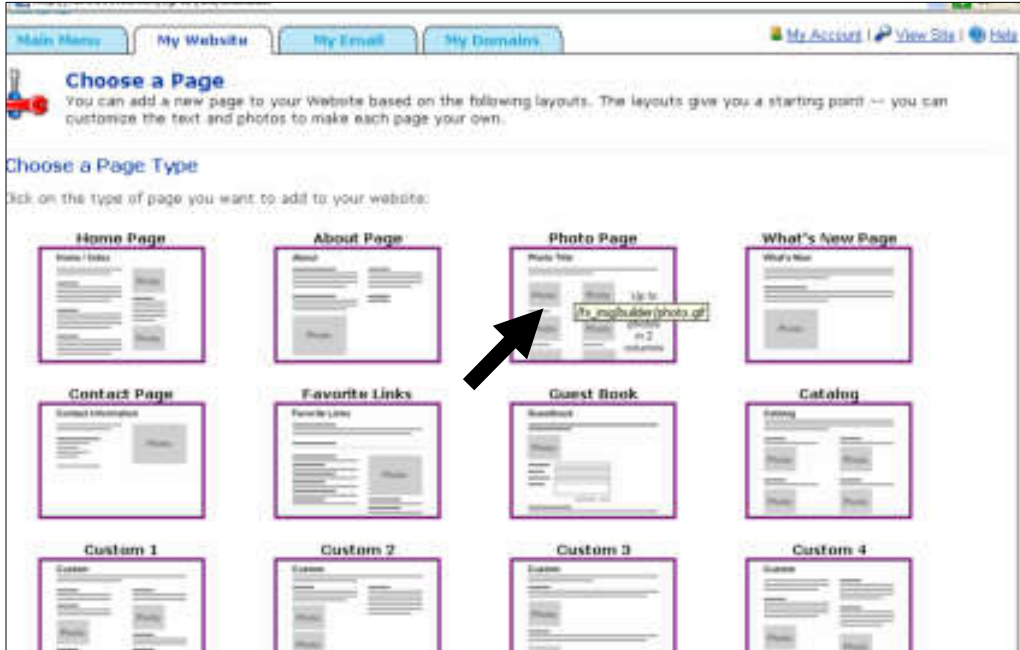 Main Menu
My Website
My Email
My Domains
My Account | View Site | Help
Choose a Page
You can add a new page to your Website based on the following layouts. The layouts give you a starting point -- you can
customize the text and photos to make each page your own.
Choose a Page Type
Click on the type of page you want to add to your website:
Home Page
About Page
Photo Page
What's New Page
Home / Index
About
Photo Title
What's New
Photo
Photo
Photo
Photo
Photo
Up to
/fx_img/builder/photo.gif
photos
in 2
columns
Photo
Contact Page
Favorite Links
Guest Book
Catalog
Contact Information
Favorite Links
Guestbook
Catalog
Photo
Photo
Photo
Photo
Photo
Photo
Photo
Custom 1
Custom 2
Custom 3
Custom 4
Custom
Custom
Custom
Custom
Photo
Photo
Photo
Photo
Photo
Photo
Photo